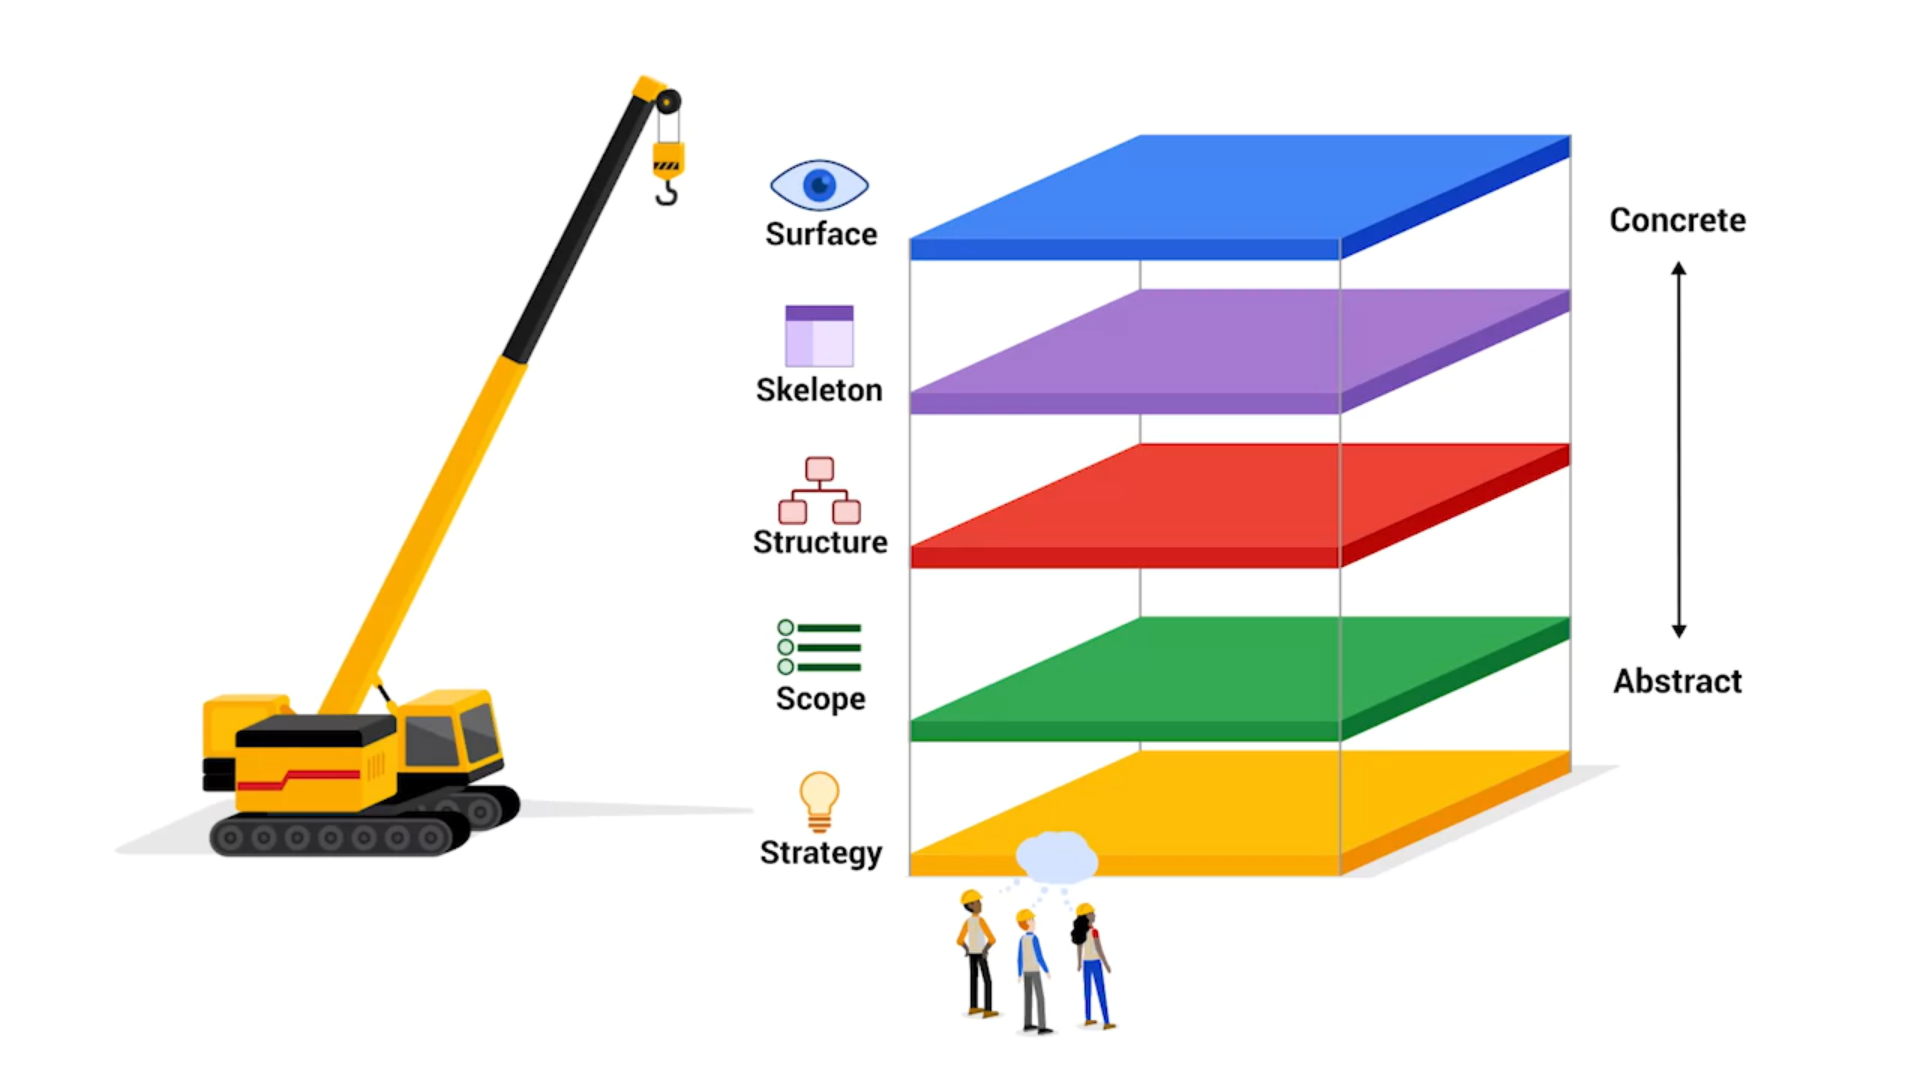 Surface
Concrete
Skeleton
Structure
Scope
Abstract
Strategy